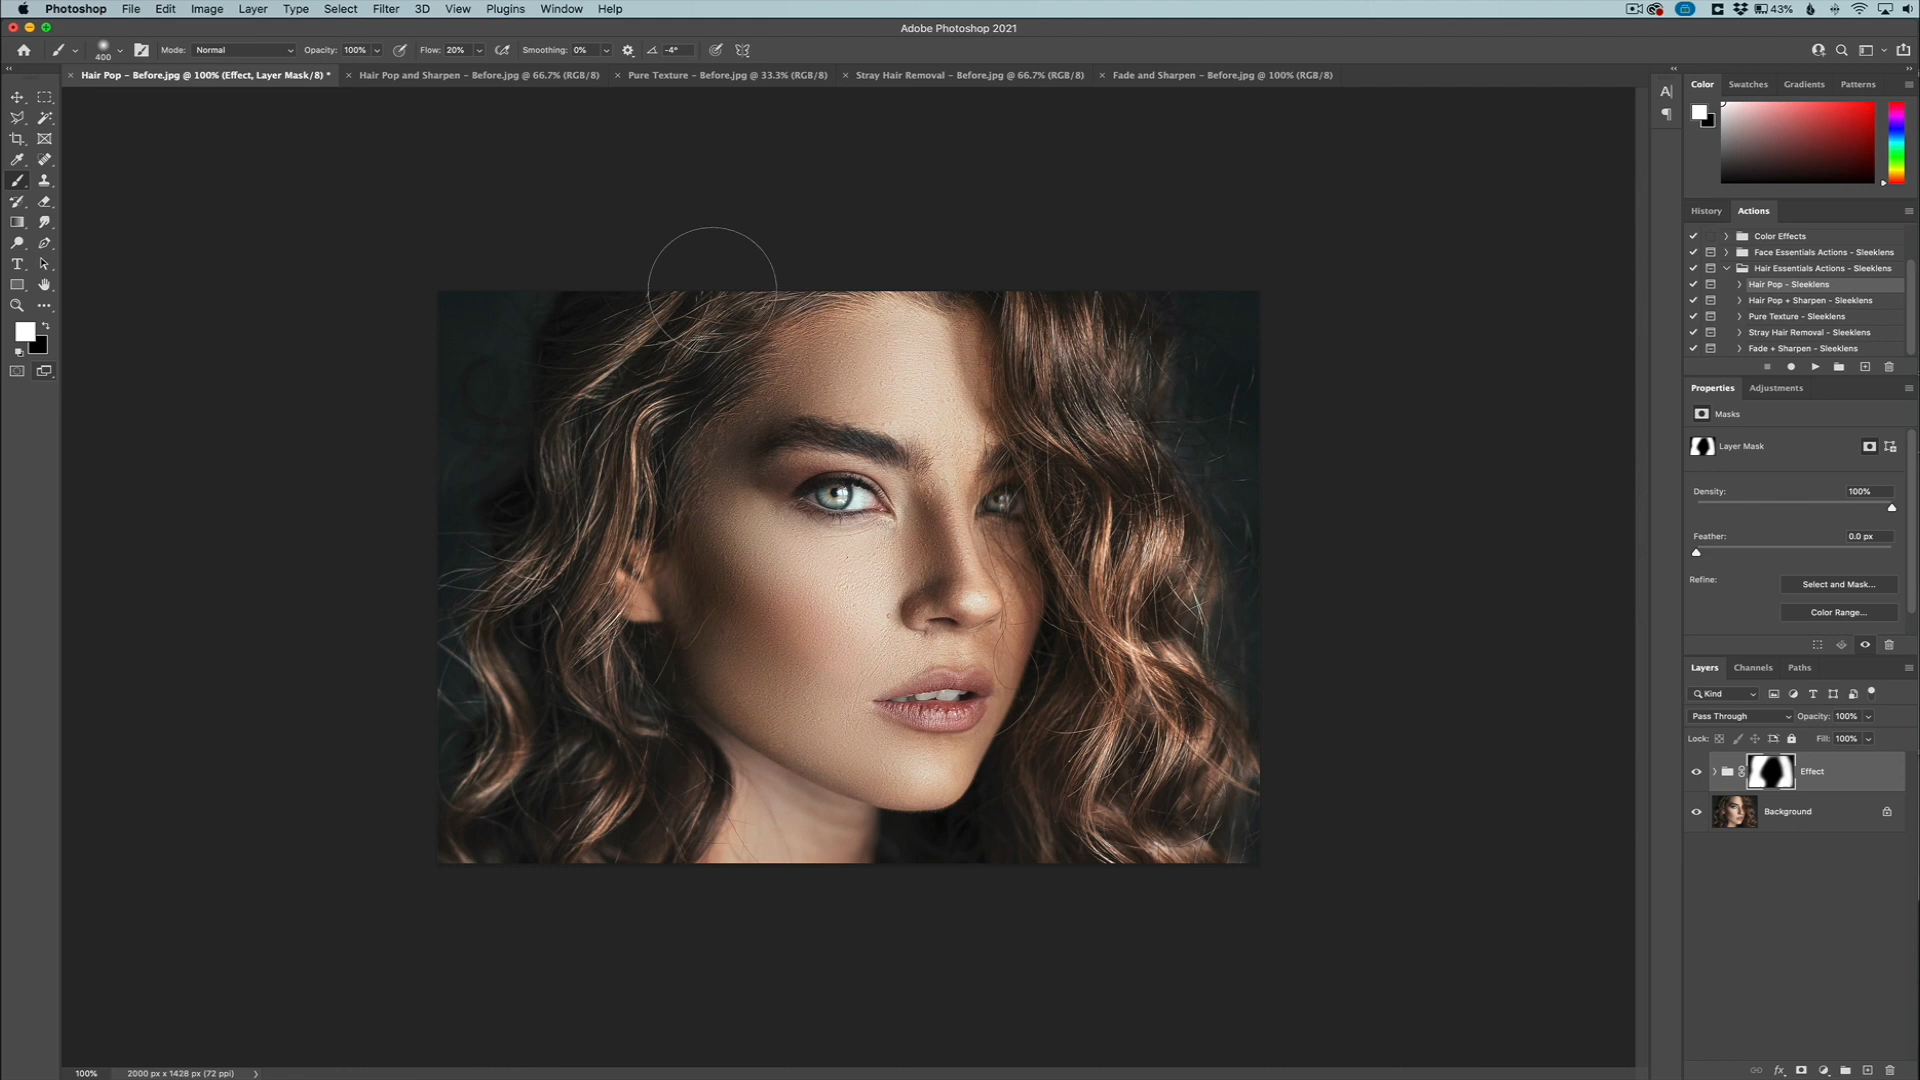 Photoshop File Edit Image Layer Type Select Filter 3D View Plugins Window Help 43%
Adobe Photoshop 2021
400 Mode: Normal Opacity: 100% Flow: 20% Smoothing: 0% -4°
Hair Pop - Before.jpg @ 100% (Effect, Layer Mask/8) * Hair Pop and Sharpen - Before.jpg @ 66.7% (RGB/8) Pure Texture - Before.jpg @ 33.3% (RGB/8) Stray Hair Removal - Before.jpg @ 66.7% (RGB/8) Fade and Sharpen - Before.jpg @ 100% (RGB/8)
Color Swatches Gradients Patterns
History Actions
Color Effects
Face Essentials Actions - Sleeklens
Hair Essentials Actions - Sleeklens
Hair Pop - Sleeklens
Hair Pop + Sharpen - Sleeklens
Pure Texture - Sleeklens
Stray Hair Removal - Sleeklens
Fade + Sharpen - Sleeklens
Properties Adjustments
Masks
Layer Mask
Density: 100%
Feather: 0.0 px
Refine: Select and Mask...
Color Range...
Layers Channels Paths
Kind
Pass Through Opacity: 100%
Lock: Fill: 100%
Effect
Background
100% 2000 px x 1428 px (72 ppi)